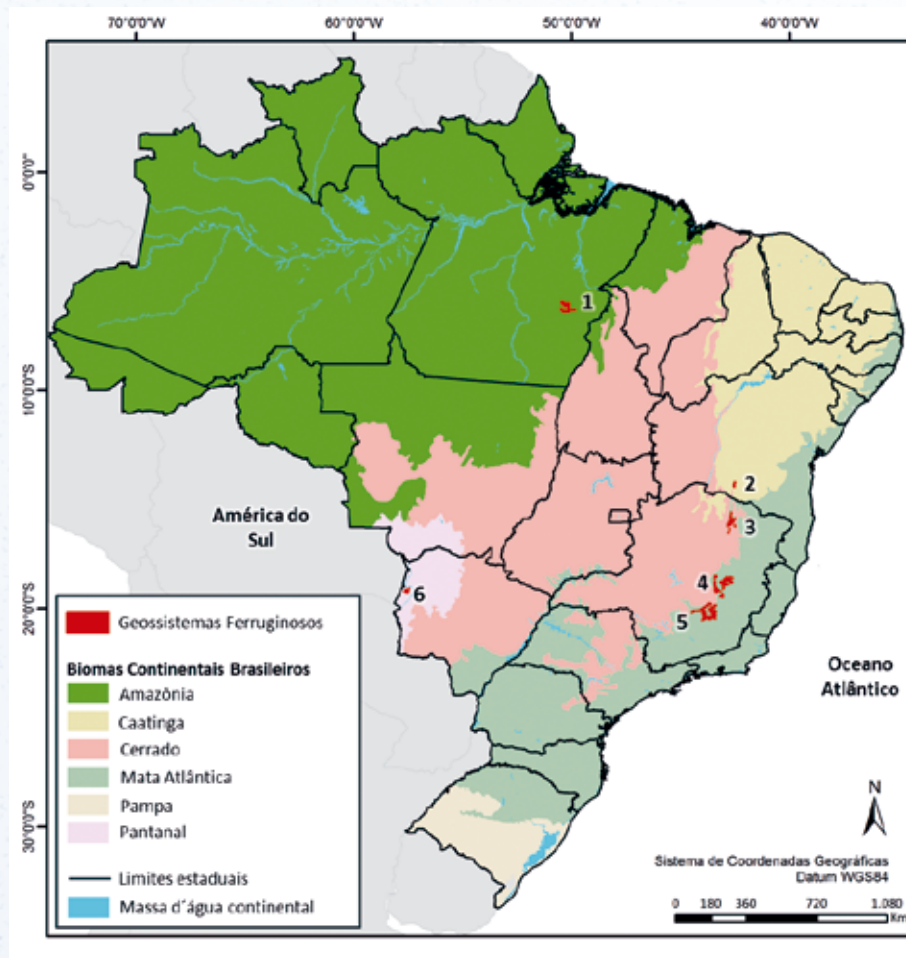 70°0'0"W 60°0'0"W 50°0'0"W 40°0'0"W
0°0'0"
10°0'0"S
20°0'0"S
30°0'0"S
1
2
3
4
5
6
América do
Sul
Oceano
Atlântico
Geossistemas Ferruginosos
Biomas Continentais Brasileiros
Amazônia
Caatinga
Cerrado
Mata Atlântica
Pampa
Pantanal
Limites estaduais
Massa d´água continental
N
Sistema de Coordenadas Geográficas
Datum WGS84
0 180 360 720 1.080
Km